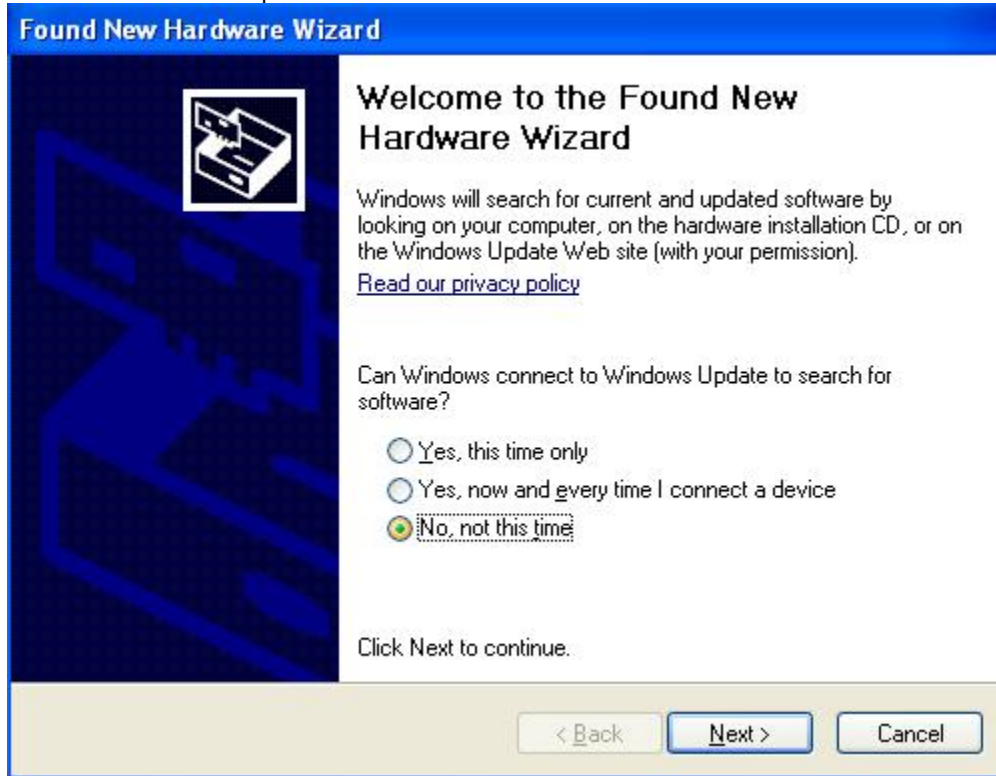 Found New Hardware Wizard
Welcome to the Found New
Hardware Wizard
Windows will search for current and updated software by
looking on your computer, on the hardware installation CD, or on
the Windows Update Web site (with your permission).
Read our privacy policy
Can Windows connect to Windows Update to search for
software?
Yes, this time only
Yes, now and every time I connect a device
No, not this time
Click Next to continue.
< Back Next > Cancel